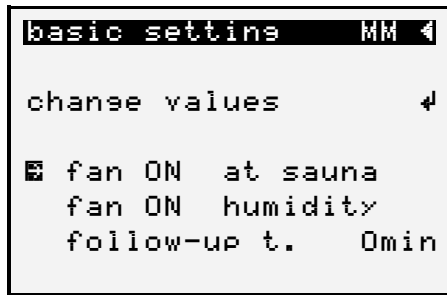 basic setting MM
change values
fan ON at sauna
fan ON humidity
follow-up t. 0min